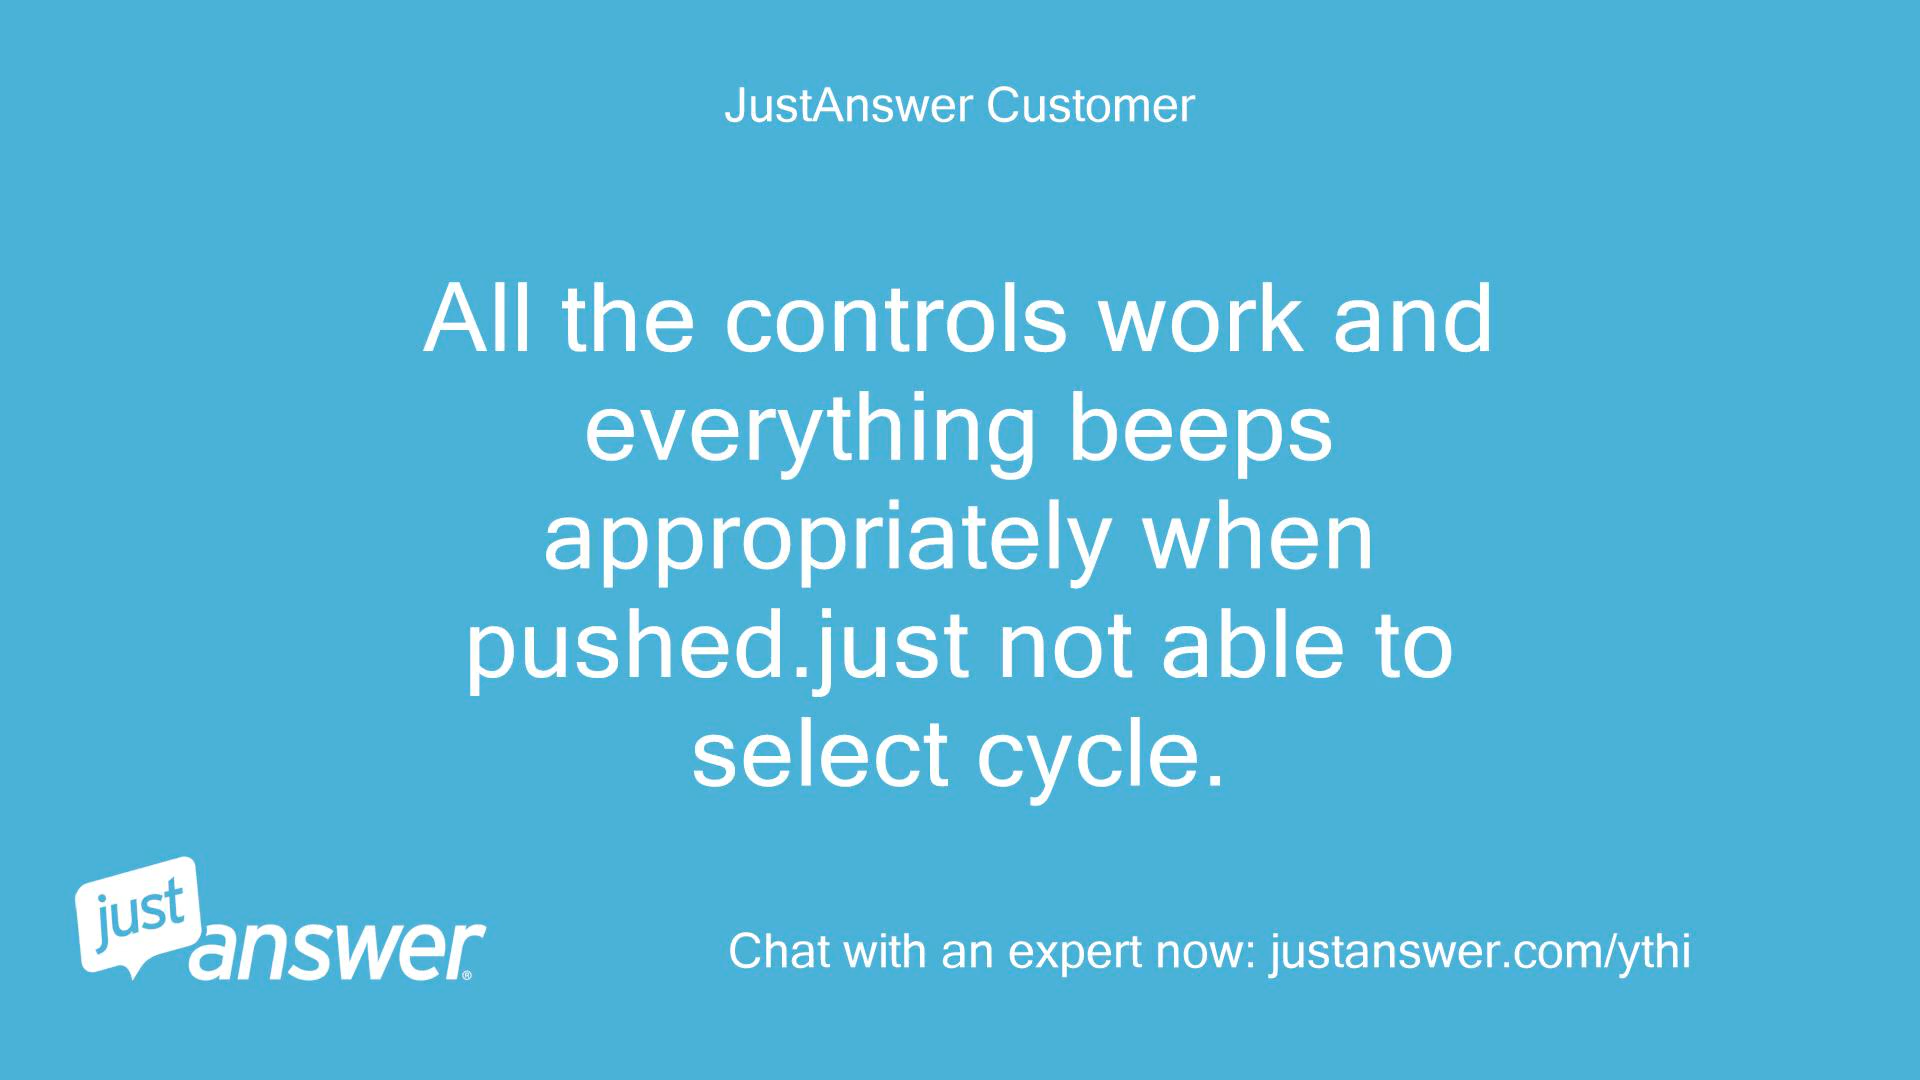 JustAnswer Customer
All the controls work and
everything beeps
appropriately when
pushed.just not able to
select cycle.
just
answer®
Chat with an expert now: justanswer.com/ythi